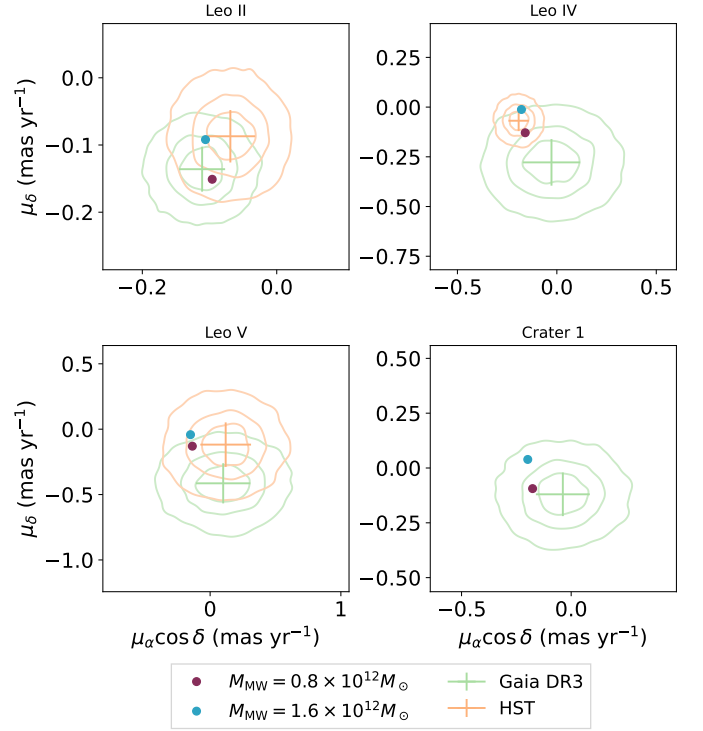 Leo II
Leo IV
0.0
−0.1
−0.2
μδ (mas yr⁻¹)
−0.2
0.0
0.25
0.00
−0.25
−0.50
−0.75
−0.5
0.0
0.5
Leo V
Crater 1
0.5
0.0
−0.5
−1.0
μδ (mas yr⁻¹)
0
1
μα cos δ (mas yr⁻¹)
0.50
0.25
0.00
−0.25
−0.50
−0.5
0.0
μα cos δ (mas yr⁻¹)
M_MW = 0.8 × 10¹² M⊙
M_MW = 1.6 × 10¹² M⊙
Gaia DR3
HST